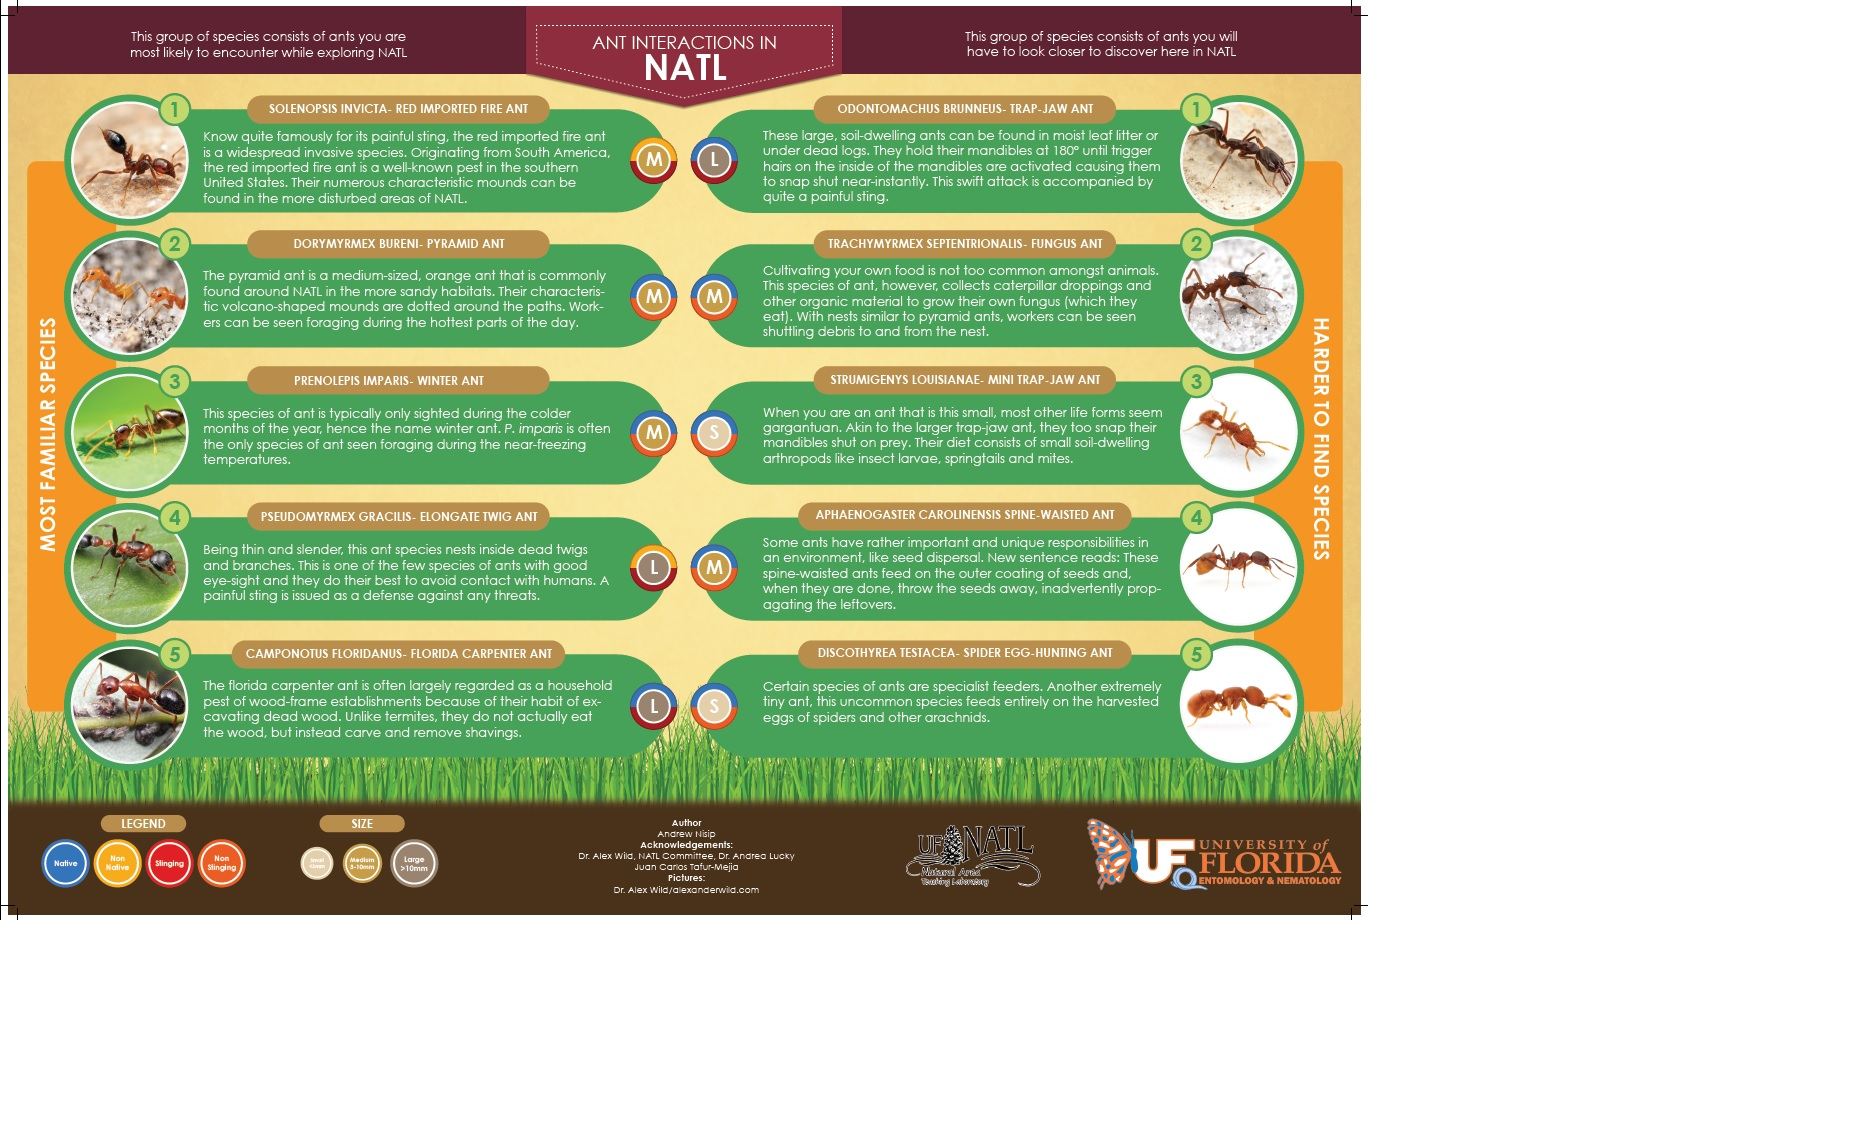 This group of species consists of ants you are
most likely to encounter while exploring NATL
ANT INTERACTIONS IN
NATL
This group of species consists of ants you will
have to look closer to discover here in NATL
MOST FAMILIAR SPECIES
1
SOLENOPSIS INVICTA- RED IMPORTED FIRE ANT
Know quite famously for its painful sting, the red imported fire ant
is a widespread invasive species. Originating from South America,
the red imported fire ant is a well-known pest in the southern
United States. Their numerous characteristic mounds can be
found in the more disturbed areas of NATL.
M
2
DORYMYRMEX BURENI- PYRAMID ANT
The pyramid ant is a medium-sized, orange ant that is commonly
found around NATL in the more sandy habitats. Their characteris-
tic volcano-shaped mounds are dotted around the paths. Work-
ers can be seen foraging during the hottest parts of the day.
M
3
PRENOLEPIS IMPARIS- WINTER ANT
This species of ant is typically only sighted during the colder
months of the year, hence the name winter ant. P. imparis is often
the only species of ant seen foraging during the near-freezing
temperatures.
M
4
PSEUDOMYRMEX GRACILIS- ELONGATE TWIG ANT
Being thin and slender, this ant species nests inside dead twigs
and branches. This is one of the few species of ants with good
eye-sight and they do their best to avoid contact with humans. A
painful sting is issued as a defense against any threats.
L
5
CAMPONOTUS FLORIDANUS- FLORIDA CARPENTER ANT
The florida carpenter ant is often largely regarded as a household
pest of wood-frame establishments because of their habit of ex-
cavating dead wood. Unlike termites, they do not actually eat
the wood, but instead carve and remove shavings.
L
HARDER TO FIND SPECIES
1
ODONTOMACHUS BRUNNEUS- TRAP-JAW ANT
These large, soil-dwelling ants can be found in moist leaf litter or
under dead logs. They hold their mandibles at 180° until trigger
hairs on the inside of the mandibles are activated causing them
to snap shut near-instantly. This swift attack is accompanied by
quite a painful sting.
L
2
TRACHYMYRMEX SEPTENTRIONALIS- FUNGUS ANT
Cultivating your own food is not too common amongst animals.
This species of ant, however, collects caterpillar droppings and
other organic material to grow their own fungus (which they
eat). With nests similar to pyramid ants, workers can be seen
shuttling debris to and from the nest.
M
3
STRUMIGENYS LOUISIANAE- MINI TRAP-JAW ANT
When you are an ant that is this small, most other life forms seem
gargantuan. Akin to the larger trap-jaw ant, they too snap their
mandibles shut on prey. Their diet consists of small soil-dwelling
arthropods like insect larvae, springtails and mites.
S
4
APHAENOGASTER CAROLINENSIS SPINE-WAISTED ANT
Some ants have rather important and unique responsibilities in
an environment, like seed dispersal. New sentence reads: These
spine-waisted ants feed on the outer coating of seeds and,
when they are done, throw the seeds away, inadvertently prop-
agating the leftovers.
M
5
DISCOTHYREA TESTACEA- SPIDER EGG-HUNTING ANT
Certain species of ants are specialist feeders. Another extremely
tiny ant, this uncommon species feeds entirely on the harvested
eggs of spiders and other arachnids.
S
LEGEND
Native
Non
Native
Stinging
Non
Stinging
SIZE
Medium
5-10mm
Large
>10mm
Author
Andrew Nisip
Acknowledgements:
Dr. Alex Wild, NATL Committee, Dr. Andrea Lucky
Juan Carlos Tafur-Mejia
Pictures:
Dr. Alex Wild/alexanderwild.com
UF NATL
Natural Area
Teaching Laboratory
UF UNIVERSITY of
FLORIDA
ENTOMOLOGY & NEMATOLOGY